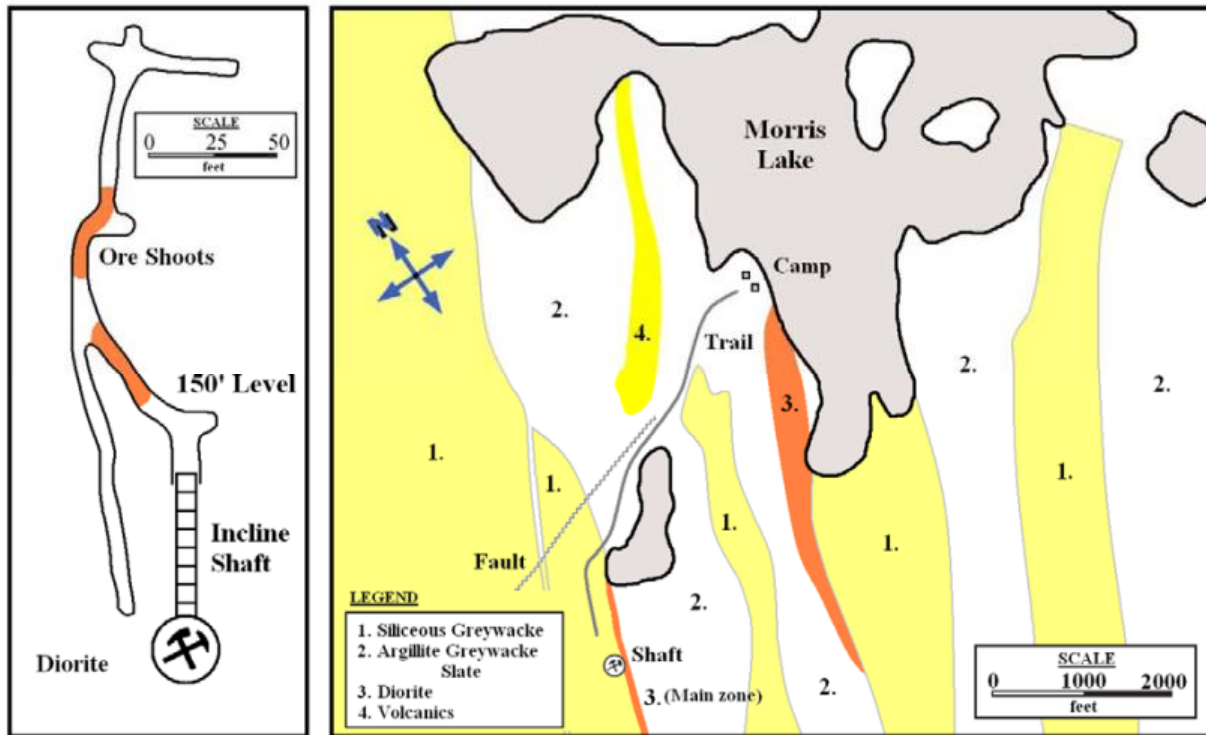 SCALE
0 25 50
feet
Ore Shoots
150' Level
Incline
Shaft
Diorite
Morris
Lake
N
Camp
2.
4.
Trail
2.
3.
2.
1.
1.
1.
1.
1.
Fault
2.
LEGEND
1. Siliceous Greywacke
2. Argillite Greywacke
Slate
3. Diorite
4. Volcanics
Shaft
3. (Main zone)
2.
SCALE
0 1000 2000
feet